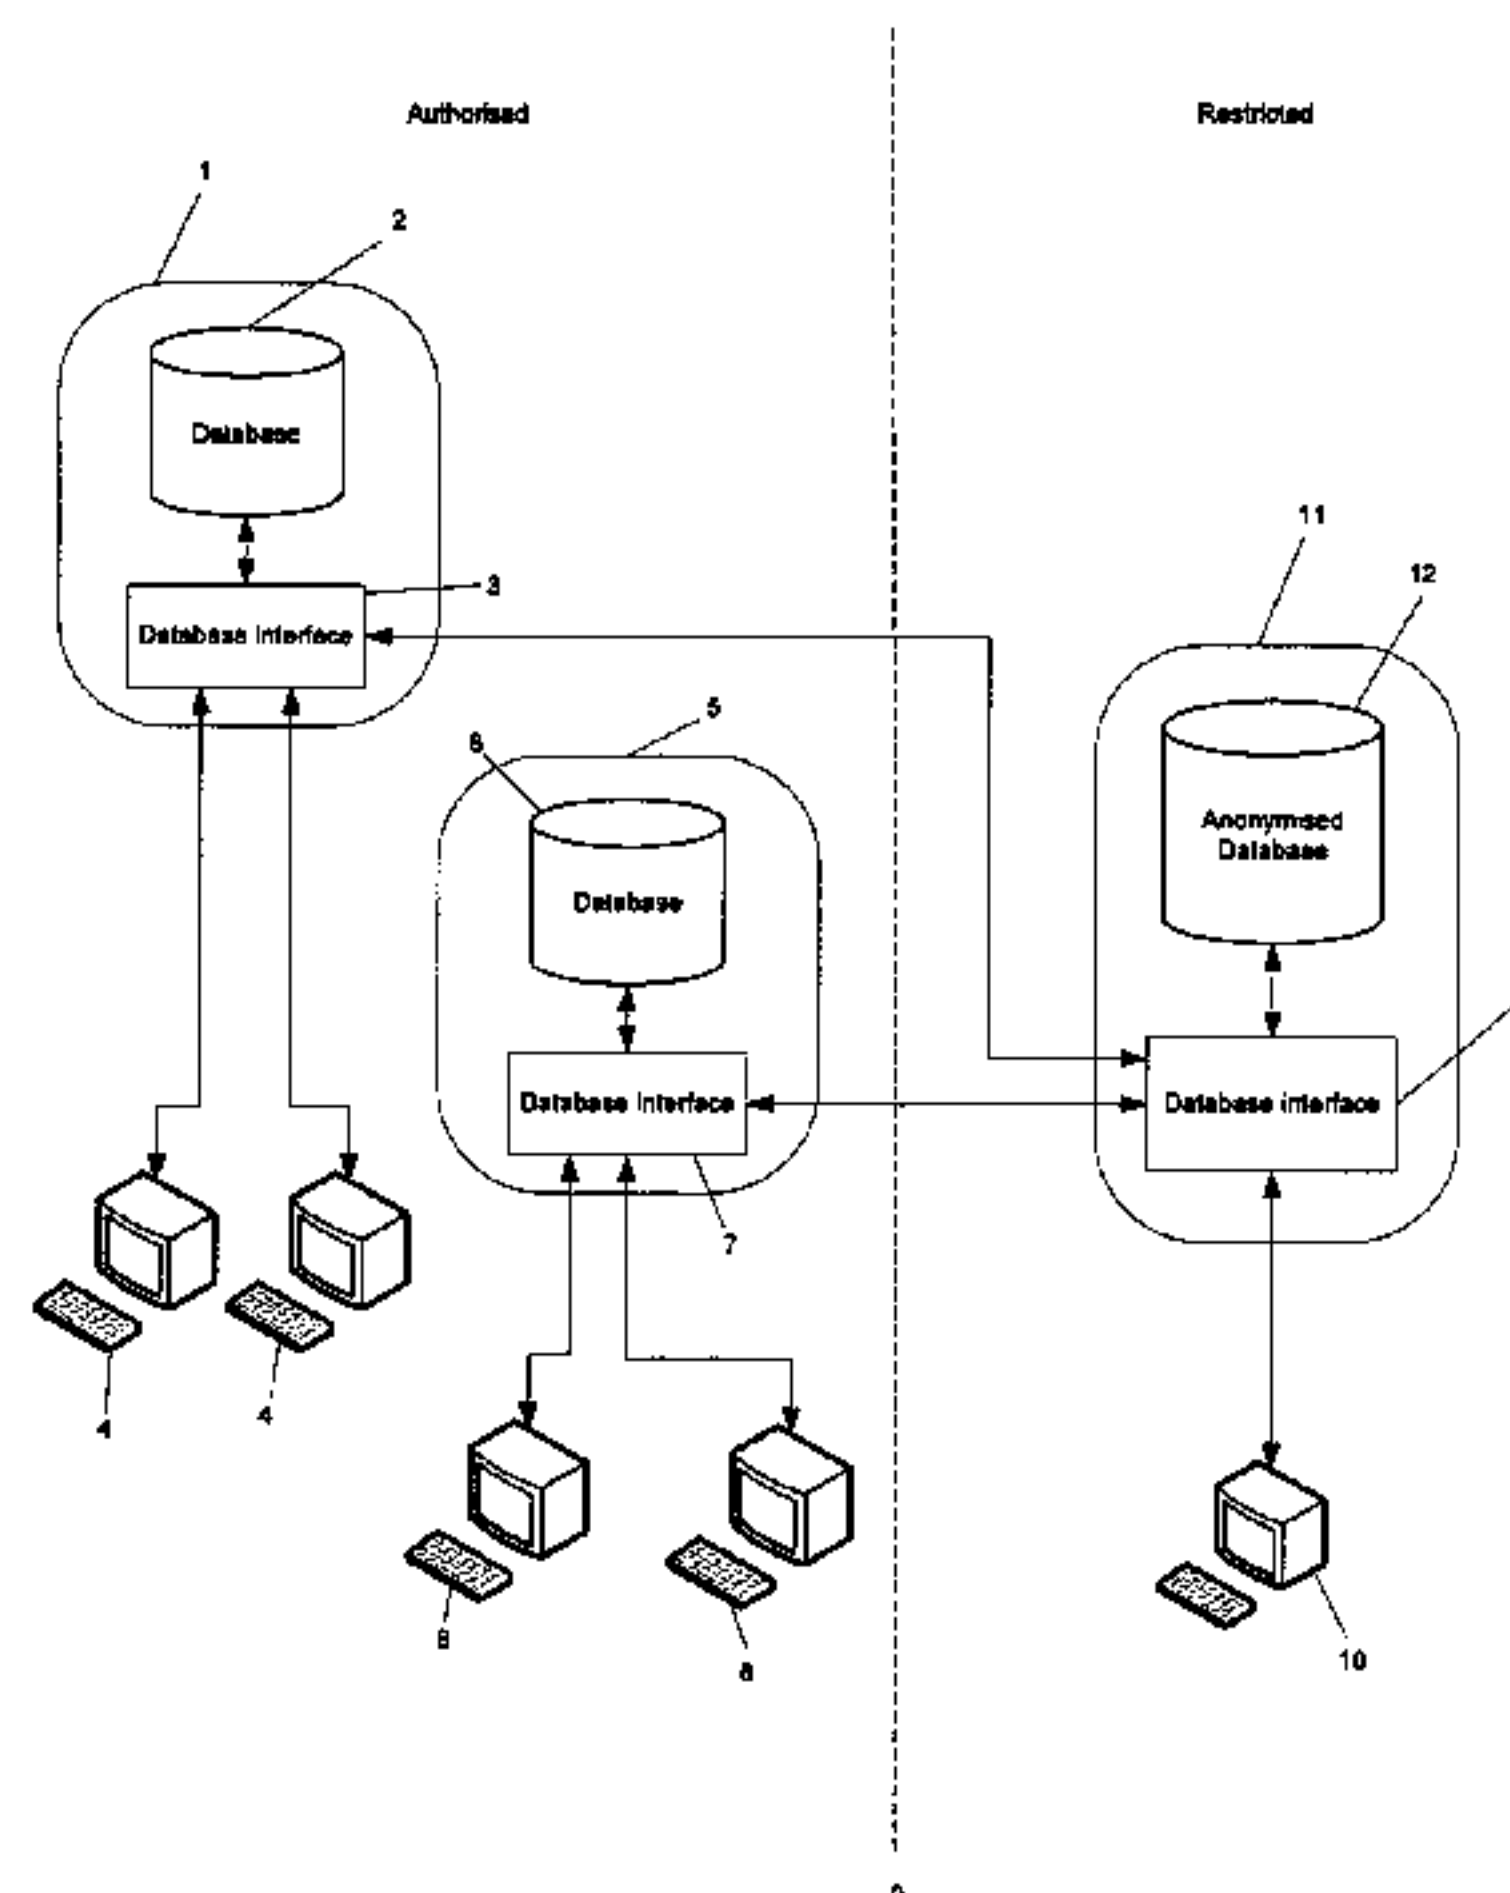 Authorised
Restricted
1
2
Database
3
Database Interface
11
12
5
6
Database
Anonymised
Database
Database Interface
Database interface
7
4
4
8
8
10